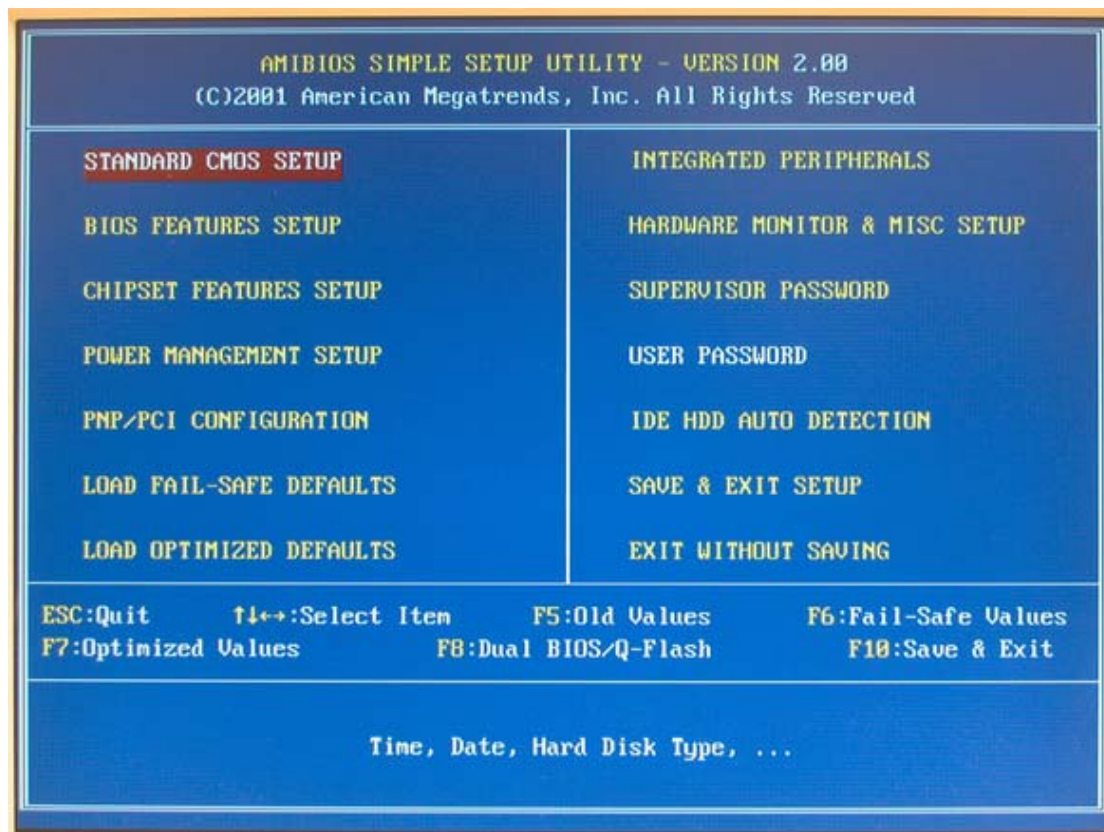 AMIBIOS SIMPLE SETUP UTILITY - VERSION 2.00
(C)2001 American Megatrends, Inc. All Rights Reserved
STANDARD CMOS SETUP
BIOS FEATURES SETUP
CHIPSET FEATURES SETUP
POWER MANAGEMENT SETUP
PNP/PCI CONFIGURATION
LOAD FAIL-SAFE DEFAULTS
LOAD OPTIMIZED DEFAULTS
INTEGRATED PERIPHERALS
HARDWARE MONITOR & MISC SETUP
SUPERVISOR PASSWORD
USER PASSWORD
IDE HDD AUTO DETECTION
SAVE & EXIT SETUP
EXIT WITHOUT SAVING
ESC:Quit ↑↓←→:Select Item F5:Old Values F6:Fail-Safe Values
F7:Optimized Values F8:Dual BIOS/Q-Flash F10:Save & Exit
Time, Date, Hard Disk Type, ...